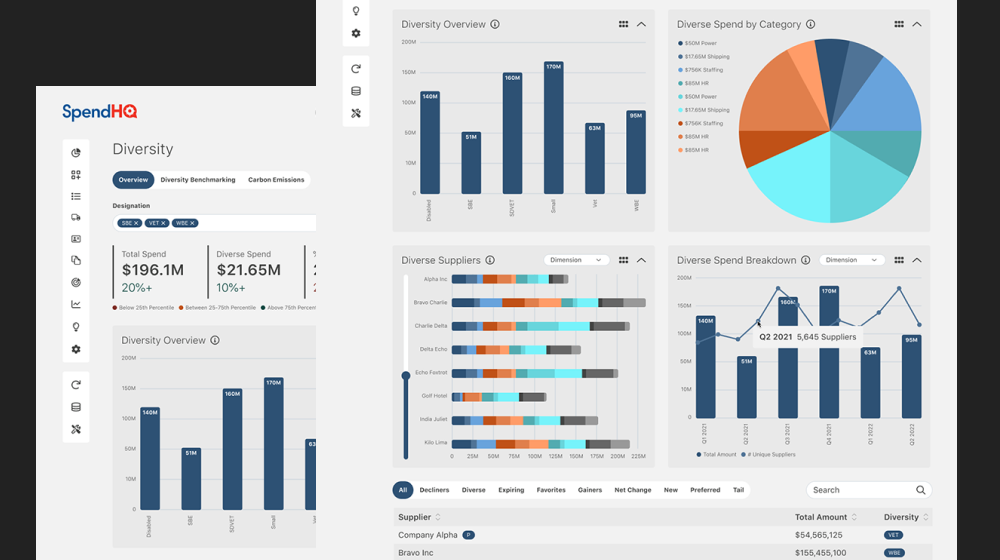 SpendHQ
Diversity
Overview
Diversity Benchmarking
Carbon Emissions
Designation
SBE ×
VET ×
WBE ×
Total Spend
$196.1M
20%+
Diverse Spend
$21.65M
10%+
Below 25th Percentile
Between 25-75th Percentile
Above 75th
Diversity Overview
200M
150M
100M
50M
10M
0
140M
51M
160M
170M
63
Disabled
SBE
SDVET
Small
Vet
Diversity Overview
200M
150M
100M
50M
10M
0
140M
51M
160M
170M
63M
95M
Disabled
SBE
SDVET
Small
Vet
WBE
Diverse Spend by Category
$50M Power
$17.65M Shipping
$756K Staffing
$85M HR
$50M Power
$17.65M Shipping
$756K Staffing
$85M HR
$85M HR
Diverse Suppliers
Dimension
Alpha Inc
Bravo Charlie
Charlie Delta
Delta Echo
Echo Foxtrot
Golf Hotel
India Juliet
Kilo Lima
0 25M 50M 75M 100M 125M 150M 175M 200M 225M
Diverse Spend Breakdown
Dimension
200M
150M
100M
50M
10M
0
140M
51M
160M
170M
63M
95M
Q2 2021 5,645 Suppliers
Q1 2021
Q2 2021
Q3 2021
Q4 2021
Q1 2022
Q2 2022
Total Amount
# Unique Suppliers
All
Decliners
Diverse
Expiring
Favorites
Gainers
Net Change
New
Preferred
Tail
Search
Supplier
Total Amount
Diversity
Company Alpha P
$54,565,125
VET
Bravo Inc
$155,455,100
WBE